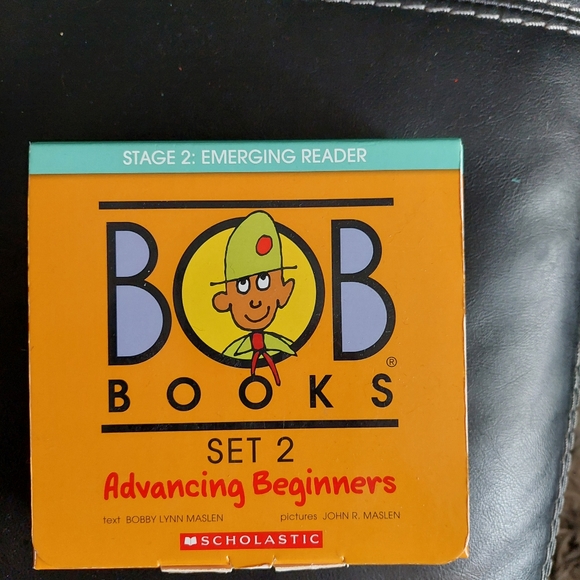 STAGE 2: EMERGING READER
BOB
BOOKS®
SET 2
Advancing Beginners
text BOBBY LYNN MASLEN pictures JOHN R. MASLEN
SCHOLASTIC